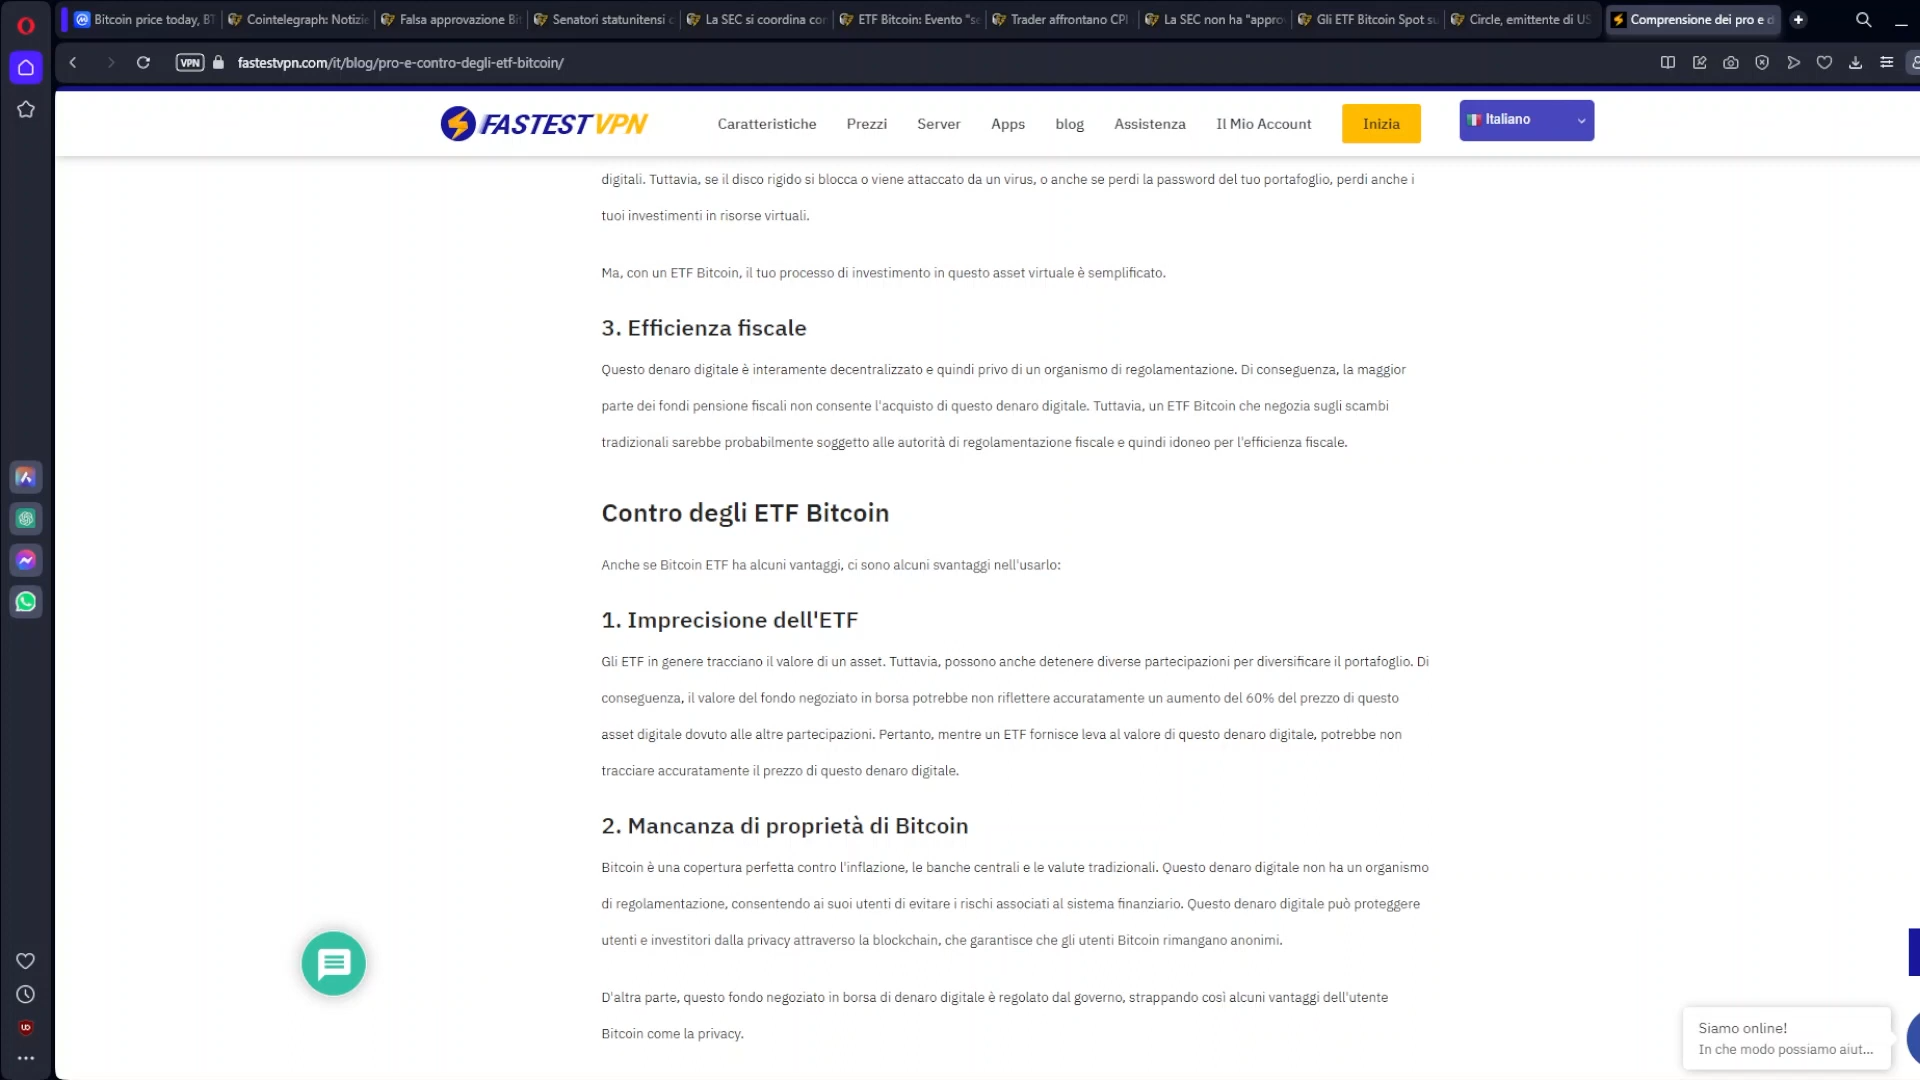 Bitcoin price today, BT
Cointelegraph: Notizie
Falsa approvazione Bit
Senatori statunitensi c
La SEC si coordina con
ETF Bitcoin: Evento "se
Trader affrontano CPI
La SEC non ha "appro
Gli ETF Bitcoin Spot su
Circle, emittente di US
Comprensione dei pro e d
VPN
fastestvpn.com/it/blog/pro-e-contro-degli-etf-bitcoin/
FASTESTVPN
Caratteristiche
Prezzi
Server
Apps
blog
Assistenza
Il Mio Account
Inizia
Italiano
digitali. Tuttavia, se il disco rigido si blocca o viene attaccato da un virus, o anche se perdi la password del tuo portafoglio, perdi anche i
tuoi investimenti in risorse virtuali.
Ma, con un ETF Bitcoin, il tuo processo di investimento in questo asset virtuale è semplificato.
3. Efficienza fiscale
Questo denaro digitale è interamente decentralizzato e quindi privo di un organismo di regolamentazione. Di conseguenza, la maggior
parte dei fondi pensione fiscali non consente l'acquisto di questo denaro digitale. Tuttavia, un ETF Bitcoin che negozia sugli scambi
tradizionali sarebbe probabilmente soggetto alle autorità di regolamentazione fiscale e quindi idoneo per l'efficienza fiscale.
Contro degli ETF Bitcoin
Anche se Bitcoin ETF ha alcuni vantaggi, ci sono alcuni svantaggi nell'usarlo:
1. Imprecisione dell'ETF
Gli ETF in genere tracciano il valore di un asset. Tuttavia, possono anche detenere diverse partecipazioni per diversificare il portafoglio. Di
conseguenza, il valore del fondo negoziato in borsa potrebbe non riflettere accuratamente un aumento del 60% del prezzo di questo
asset digitale dovuto alle altre partecipazioni. Pertanto, mentre un ETF fornisce leva al valore di questo denaro digitale, potrebbe non
tracciare accuratamente il prezzo di questo denaro digitale.
2. Mancanza di proprietà di Bitcoin
Bitcoin è una copertura perfetta contro l'inflazione, le banche centrali e le valute tradizionali. Questo denaro digitale non ha un organismo
di regolamentazione, consentendo ai suoi utenti di evitare i rischi associati al sistema finanziario. Questo denaro digitale può proteggere
utenti e investitori dalla privacy attraverso la blockchain, che garantisce che gli utenti Bitcoin rimangano anonimi.
D'altra parte, questo fondo negoziato in borsa di denaro digitale è regolato dal governo, strappando così alcuni vantaggi dell'utente
Bitcoin come la privacy.
Siamo online!
In che modo possiamo aiut...